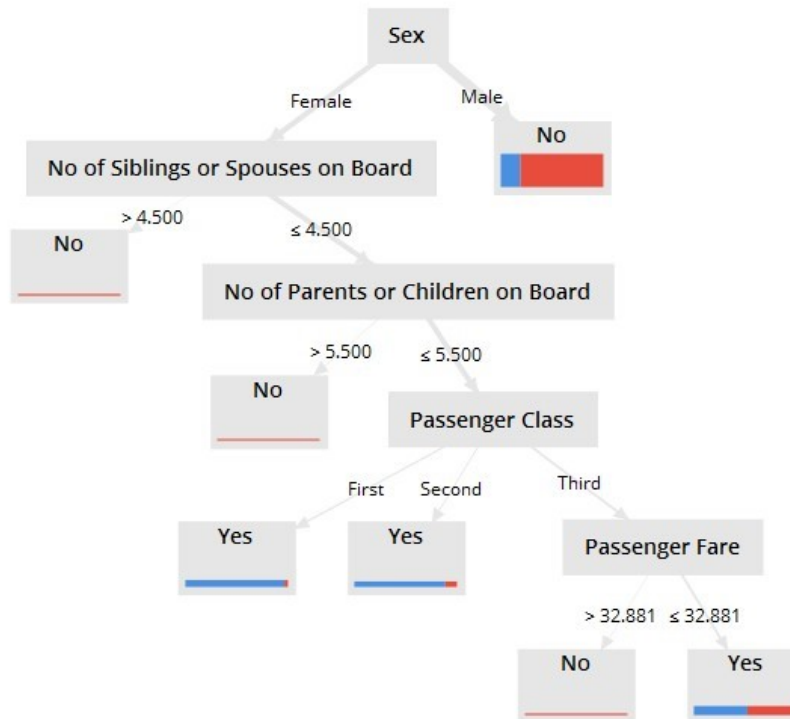 Sex
Female
Male
No
No of Siblings or Spouses on Board
> 4.500
≤ 4.500
No
No of Parents or Children on Board
> 5.500
≤ 5.500
No
Passenger Class
First
Second
Third
Yes
Yes
Passenger Fare
> 32.881
≤ 32.881
No
Yes